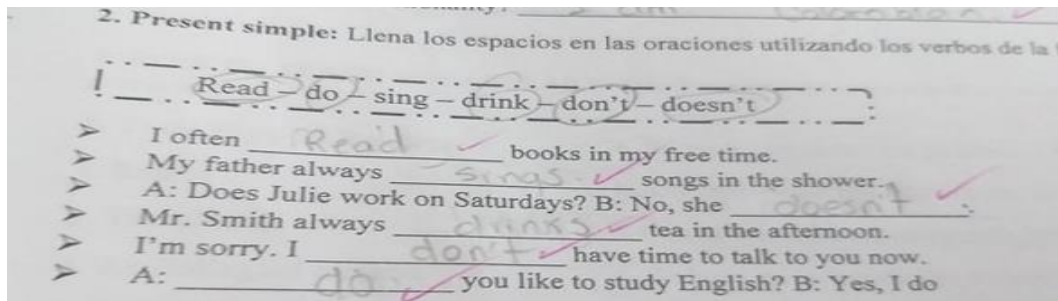 2. Present simple: Llena los espacios en las oraciones utilizando los verbos de la
Read – do – sing – drink – don't – doesn't
➤ I often Read books in my free time.
➤ My father always sings. songs in the shower.
➤ A: Does Julie work on Saturdays? B: No, she doesn't.
➤ Mr. Smith always drinks tea in the afternoon.
➤ I'm sorry. I don't have time to talk to you now.
➤ A: do you like to study English? B: Yes, I do